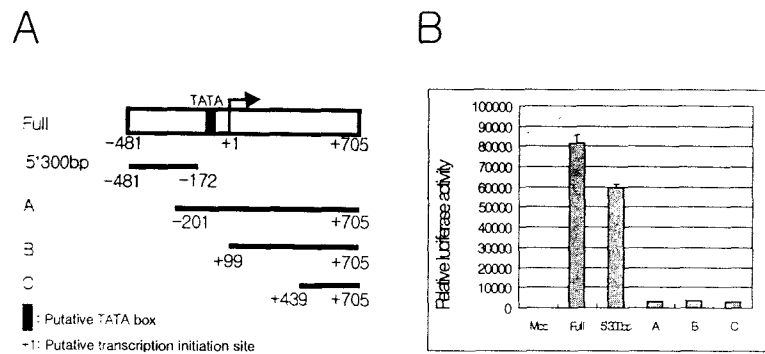 A
TATA
Full
-481
+1
+705
5'300bp
-481
-172
A
-201
+705
B
+99
+705
C
+439
+705
: Putative TATA box
+1: Putative transcription initiation site
B
Relative luciferase activity
100000
90000
80000
70000
60000
50000
40000
30000
20000
10000
0
Full
A
B
C